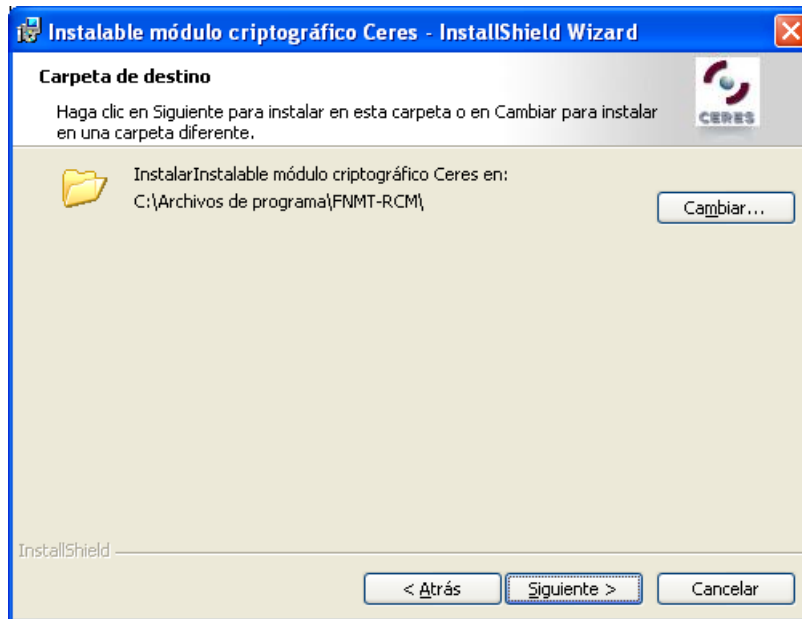 Instalable módulo criptográfico Ceres - InstallShield Wizard
Carpeta de destino
Haga clic en Siguiente para instalar en esta carpeta o en Cambiar para instalar
en una carpeta diferente.
CERES
InstalarInstalable módulo criptográfico Ceres en:
C:\Archivos de programa\FNMT-RCM\
Cambiar...
InstallShield
< Atrás
Siguiente >
Cancelar